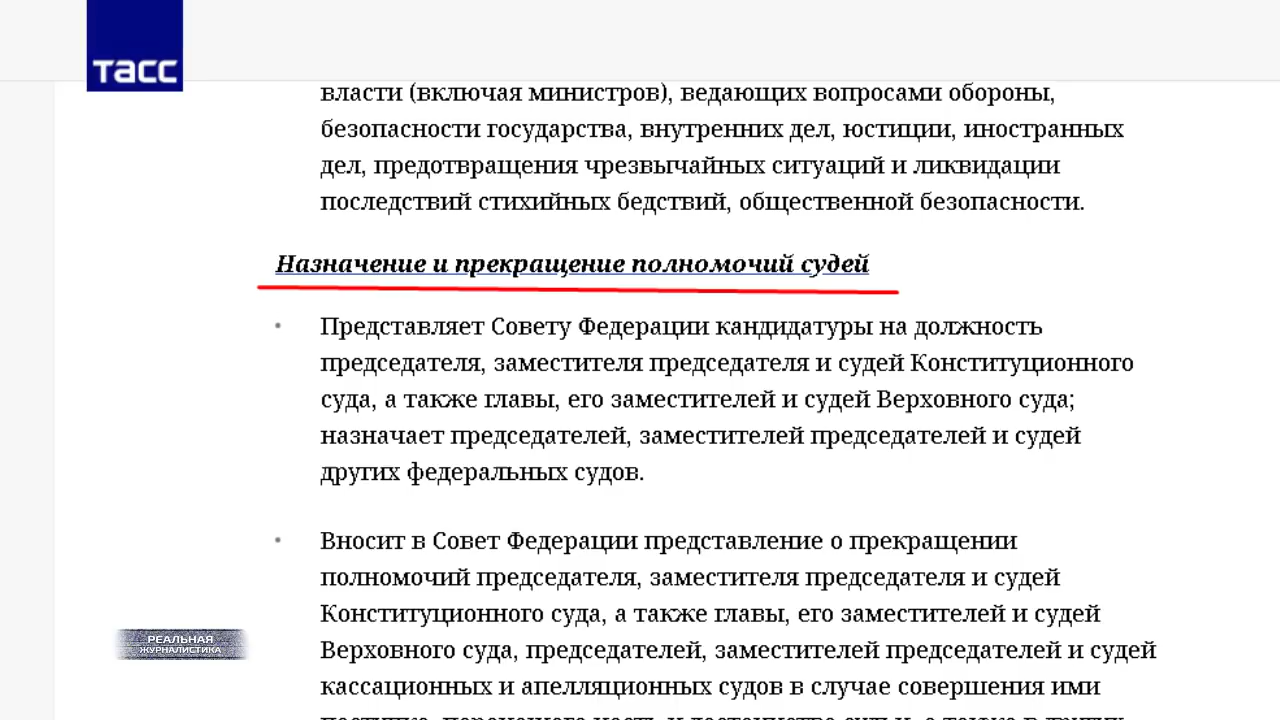 ТАСС
власти (включая министров), ведающих вопросами обороны,
безопасности государства, внутренних дел, юстиции, иностранных
дел, предотвращения чрезвычайных ситуаций и ликвидации
последствий стихийных бедствий, общественной безопасности.
Назначение и прекращение полномочий судей
• Представляет Совету Федерации кандидатуры на должность
председателя, заместителя председателя и судей Конституционного
суда, а также главы, его заместителей и судей Верховного суда;
назначает председателей, заместителей председателей и судей
других федеральных судов.
• Вносит в Совет Федерации представление о прекращении
полномочий председателя, заместителя председателя и судей
Конституционного суда, а также главы, его заместителей и судей
Верховного суда, председателей, заместителей председателей и судей
кассационных и апелляционных судов в случае совершения ими
РЕАЛЬНАЯ
ЖУРНАЛИСТИКА